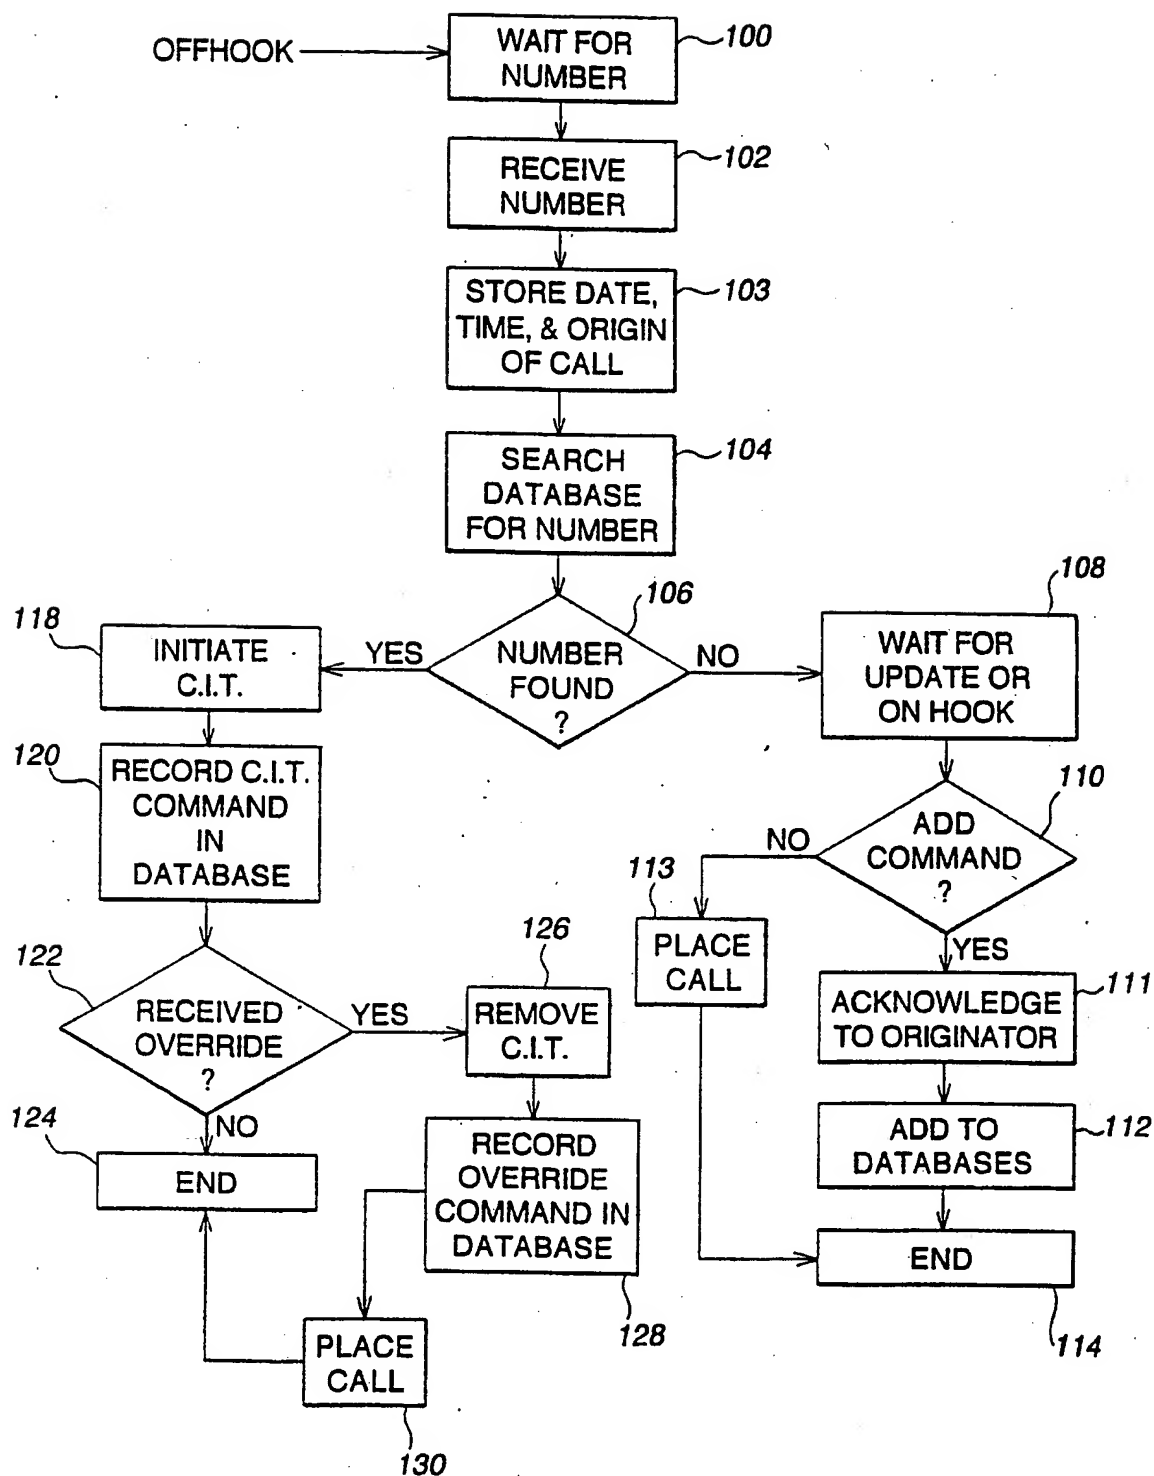 OFFHOOK
WAIT FOR
NUMBER
100
RECEIVE
NUMBER
102
STORE DATE,
TIME, & ORIGIN
OF CALL
103
SEARCH
DATABASE
FOR NUMBER
104
NUMBER
FOUND
?
106
YES
NO
118
INITIATE
C.I.T.
120
RECORD C.I.T.
COMMAND
IN
DATABASE
122
RECEIVED
OVERRIDE
?
YES
NO
124
END
126
REMOVE
C.I.T.
RECORD
OVERRIDE
COMMAND IN
DATABASE
128
PLACE
CALL
130
108
WAIT FOR
UPDATE OR
ON HOOK
110
ADD
COMMAND
?
NO
YES
113
PLACE
CALL
ACKNOWLEDGE
TO ORIGINATOR
111
ADD TO
DATABASES
112
END
114